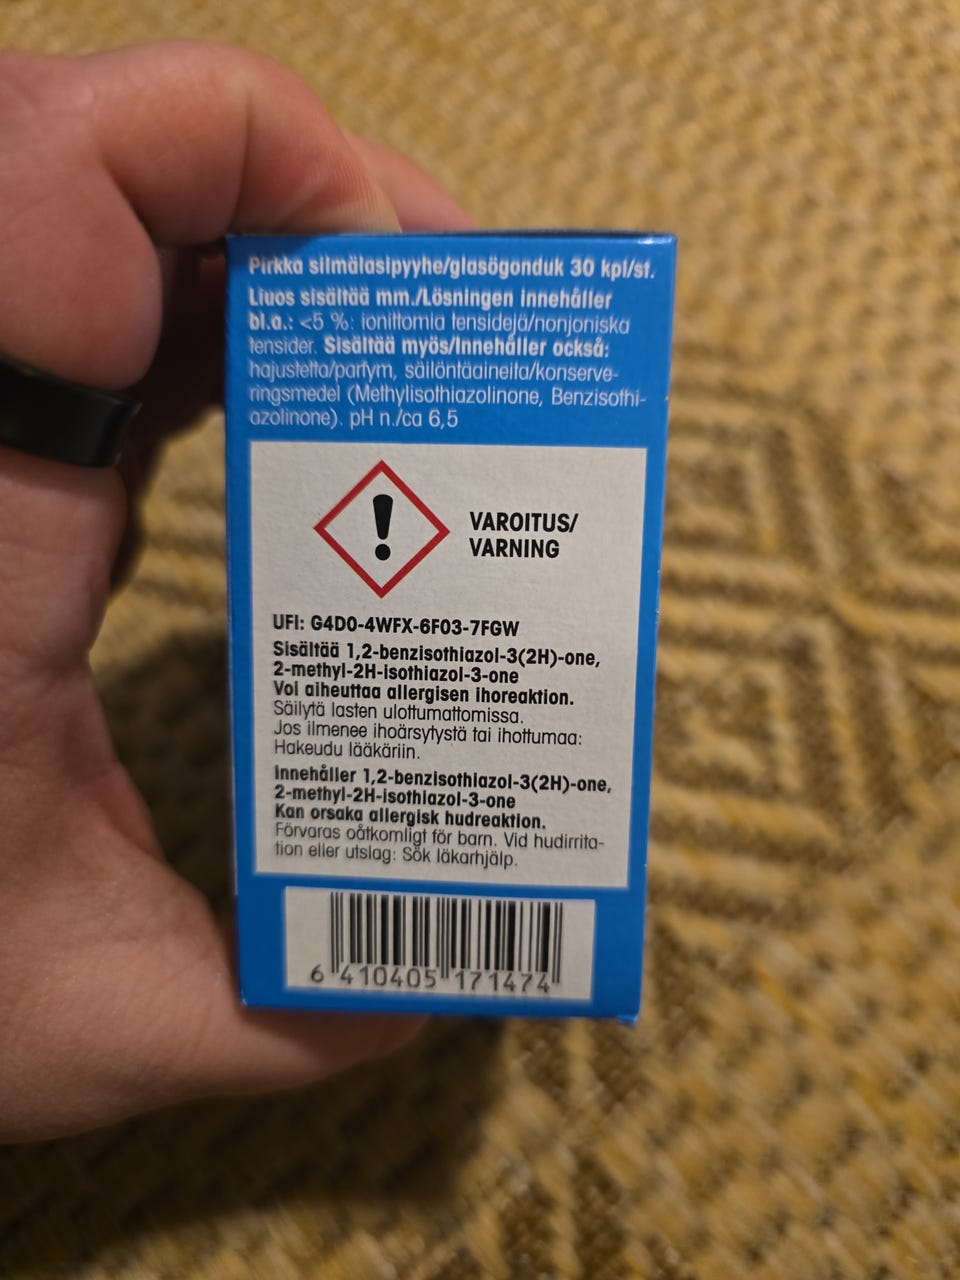 Pirkka silmälasipyyhe/glasögonduk 30 kpl/st.
Liuos sisältää mm./Lösningen innehåller
bl.a.: <5 %: ionittomia tensidejä/nonjoniska
tensider. Sisältää myös/Innehåller också:
hajustetta/parfym, säilöntäaineita/konserve-
ringsmedel (Methylisothiazolinone, Benzisothi-
azolinone). pH n./ca 6,5
VAROITUS/
VARNING
UFI: G4D0-4WFX-6F03-7FGW
Sisältää 1,2-benzisothiazol-3(2H)-one,
2-methyl-2H-isothiazol-3-one
Voi aiheuttaa allergisen ihoreaktion.
Säilytä lasten ulottumattomissa.
Jos ilmenee ihoärsytystä tai ihottumaa:
Hakeudu lääkäriin.
Innehåller 1,2-benzisothiazol-3(2H)-one,
2-methyl-2H-isothiazol-3-one
Kan orsaka allergisk hudreaktion.
Förvaras oåtkomligt för barn. Vid hudirrita-
tion eller utslag: Sök läkarhjälp.
6 410405 171474